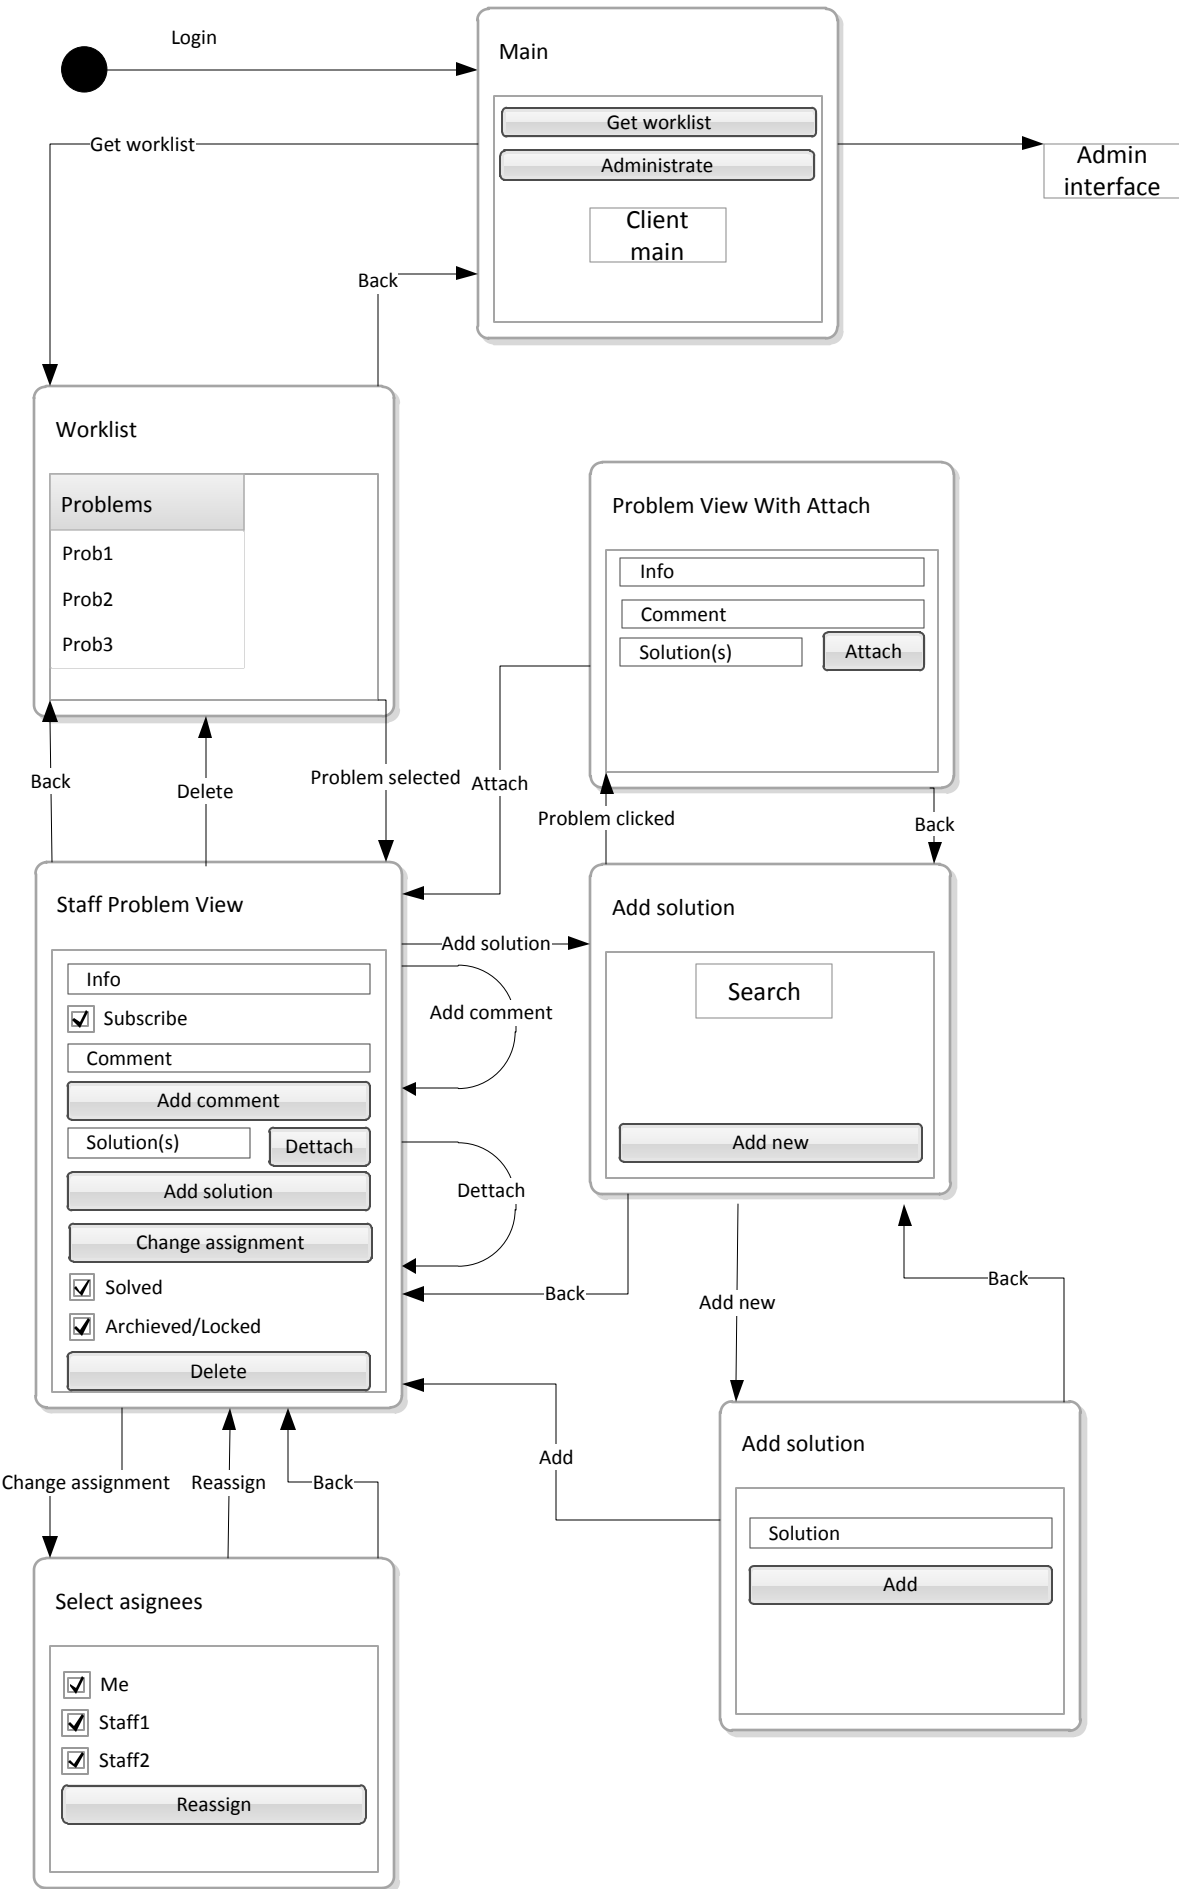 Login
Main
Get worklist
Administrate
Client
main
Get worklist
Admin
interface
Back
Worklist
Problems
Prob1
Prob2
Prob3
Problem View With Attach
Info
Comment
Solution(s)
Attach
Back
Delete
Problem selected
Attach
Problem clicked
Back
Staff Problem View
Info
Subscribe
Comment
Add comment
Solution(s)
Dettach
Add solution
Change assignment
Solved
Archieved/Locked
Delete
Add solution
Add comment
Dettach
Back
Add solution
Search
Add new
Add new
Back
Add
Change assignment
Reassign
Back
Add solution
Solution
Add
Select asignees
Me
Staff1
Staff2
Reassign